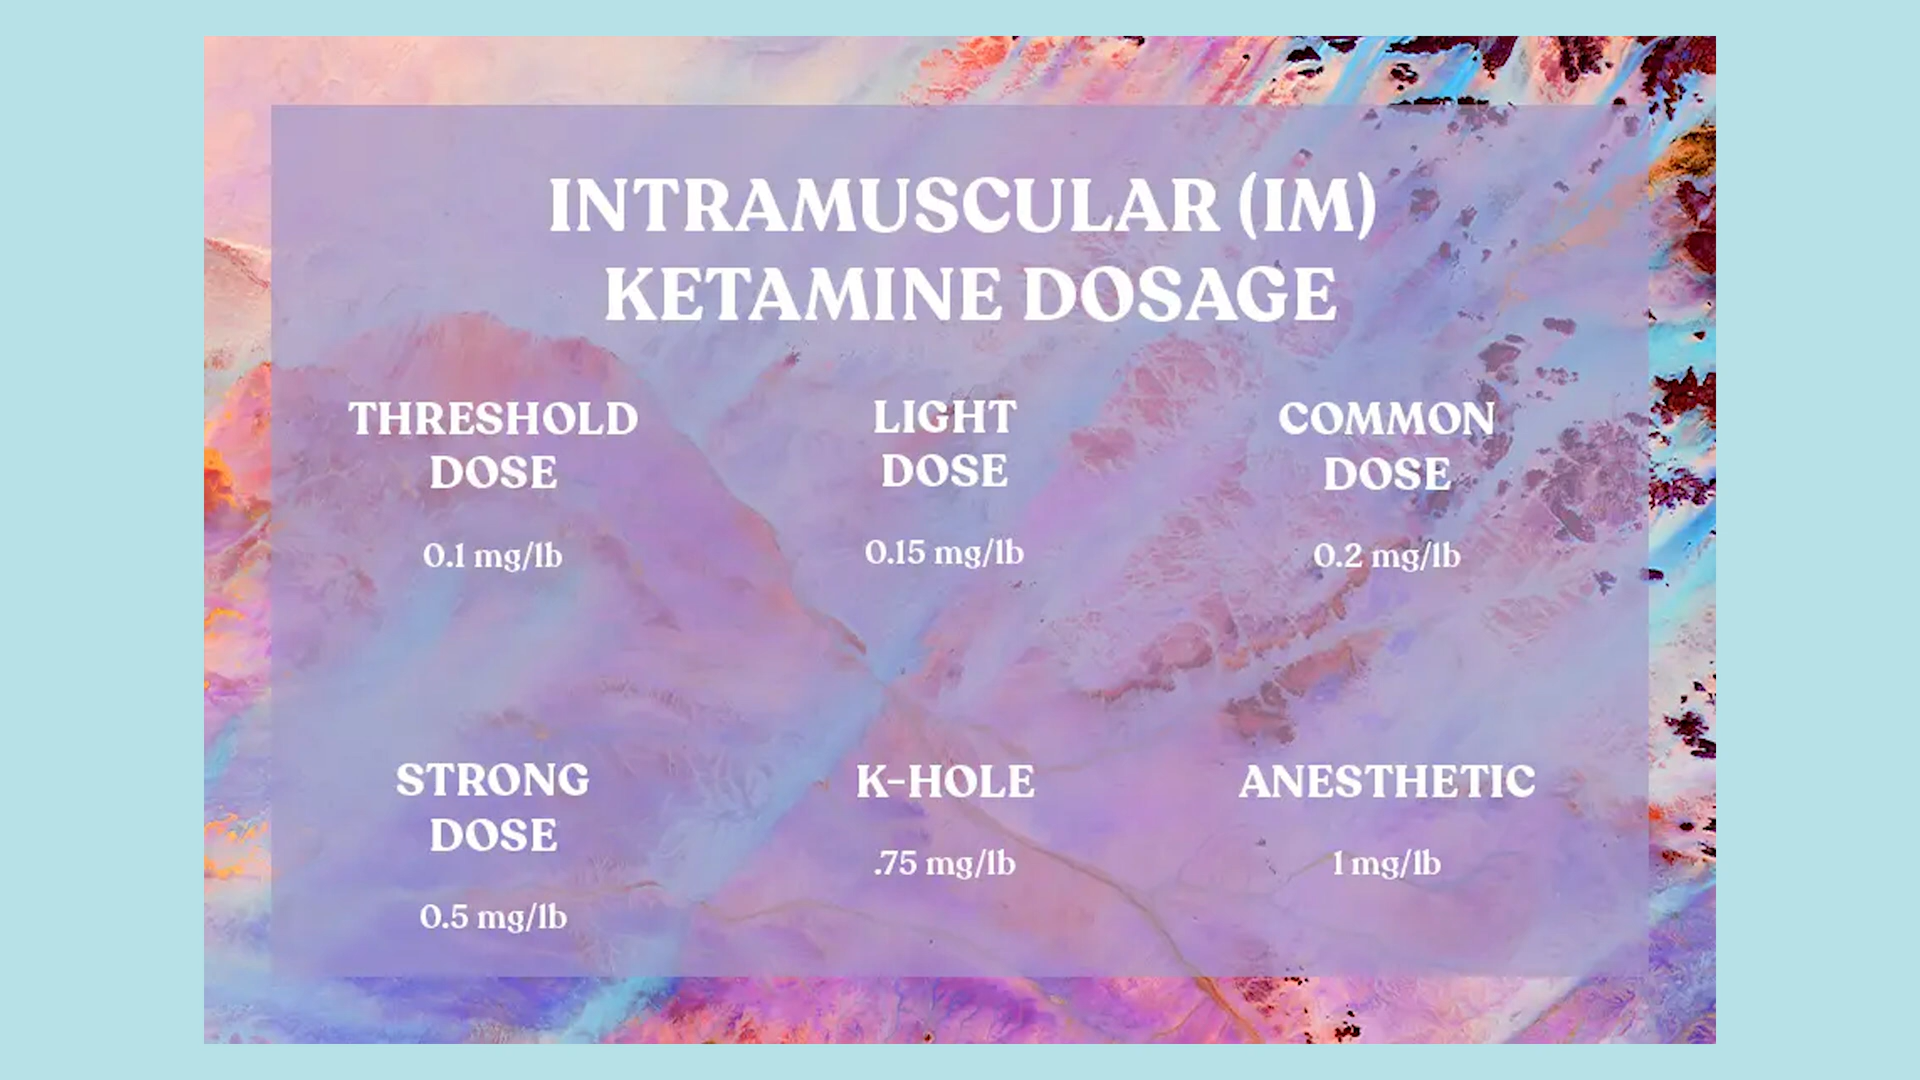 INTRAMUSCULAR (IM)
KETAMINE DOSAGE
THRESHOLD
DOSE
0.1 mg/lb
LIGHT
DOSE
0.15 mg/lb
COMMON
DOSE
0.2 mg/lb
STRONG
DOSE
0.5 mg/lb
K-HOLE
.75 mg/lb
ANESTHETIC
1 mg/lb